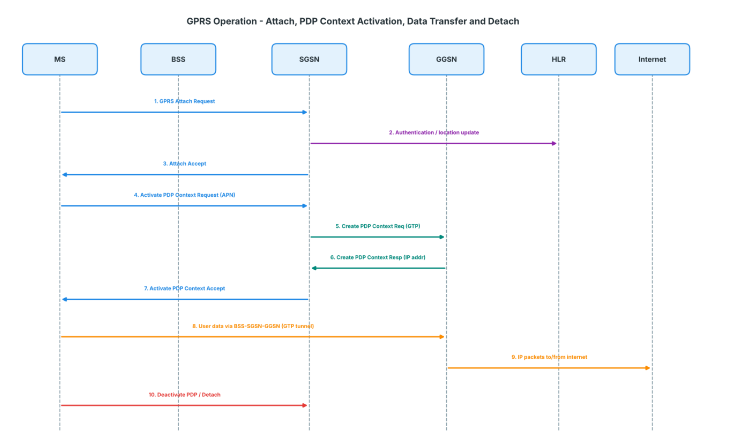 GPRS Operation - Attach, PDP Context Activation, Data Transfer and Detach
MS BSS SGSN GGSN HLR Internet
1. GPRS Attach Request
2. Authentication / location update
3. Attach Accept
4. Activate PDP Context Request (APN)
5. Create PDP Context Req (GTP)
6. Create PDP Context Resp (IP addr)
7. Activate PDP Context Accept
8. User data via BSS-SGSN-GGSN (GTP tunnel)
9. IP packets to/from Internet
10. Deactivate PDP / Detach